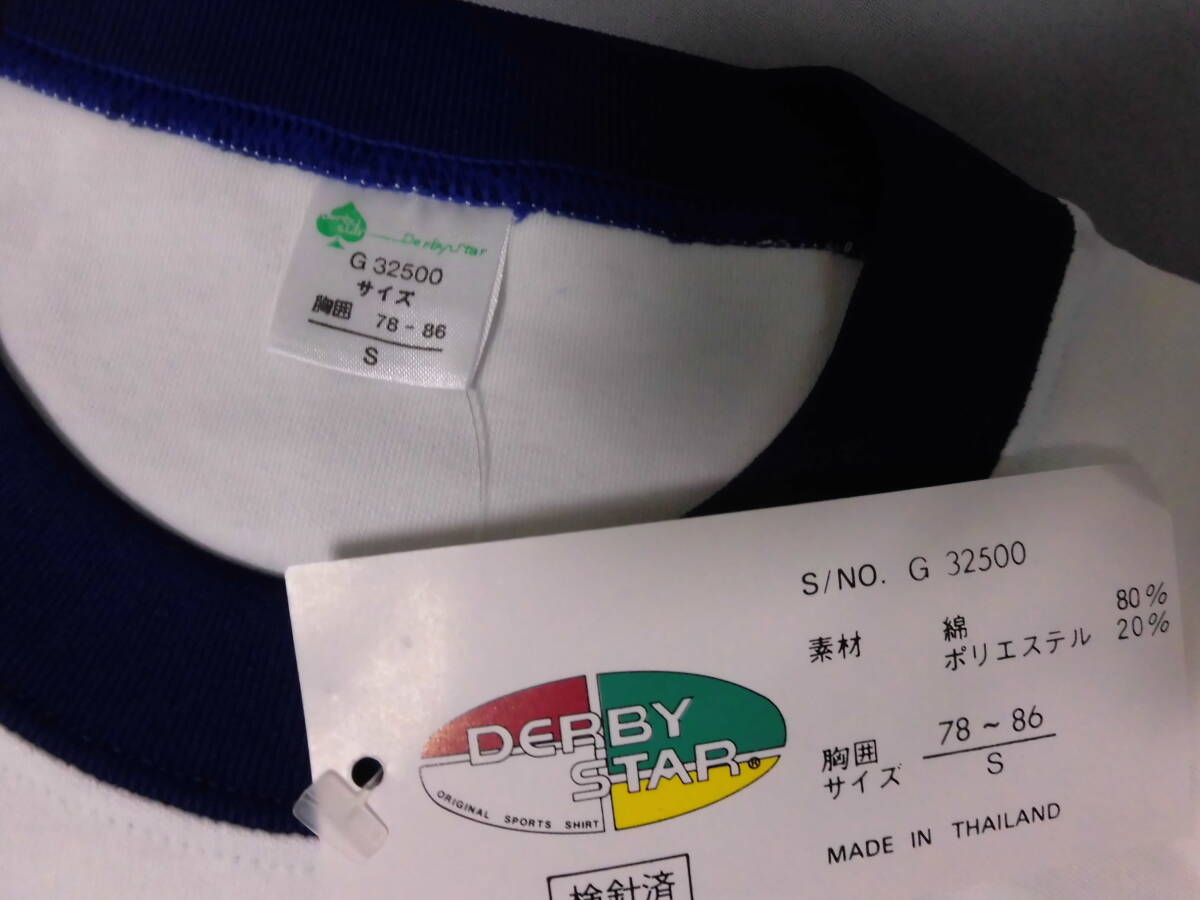 Derby
Star
DerbyStar
G 32500
サイズ
胸囲 78 - 86
S
S/NO. G 32500
素材 綿 80%
ポリエステル 20%
DERBY
STAR®
ORIGINAL SPORTS SHIRT
胸囲 78 ~ 86
サイズ S
MADE IN THAILAND
検針済